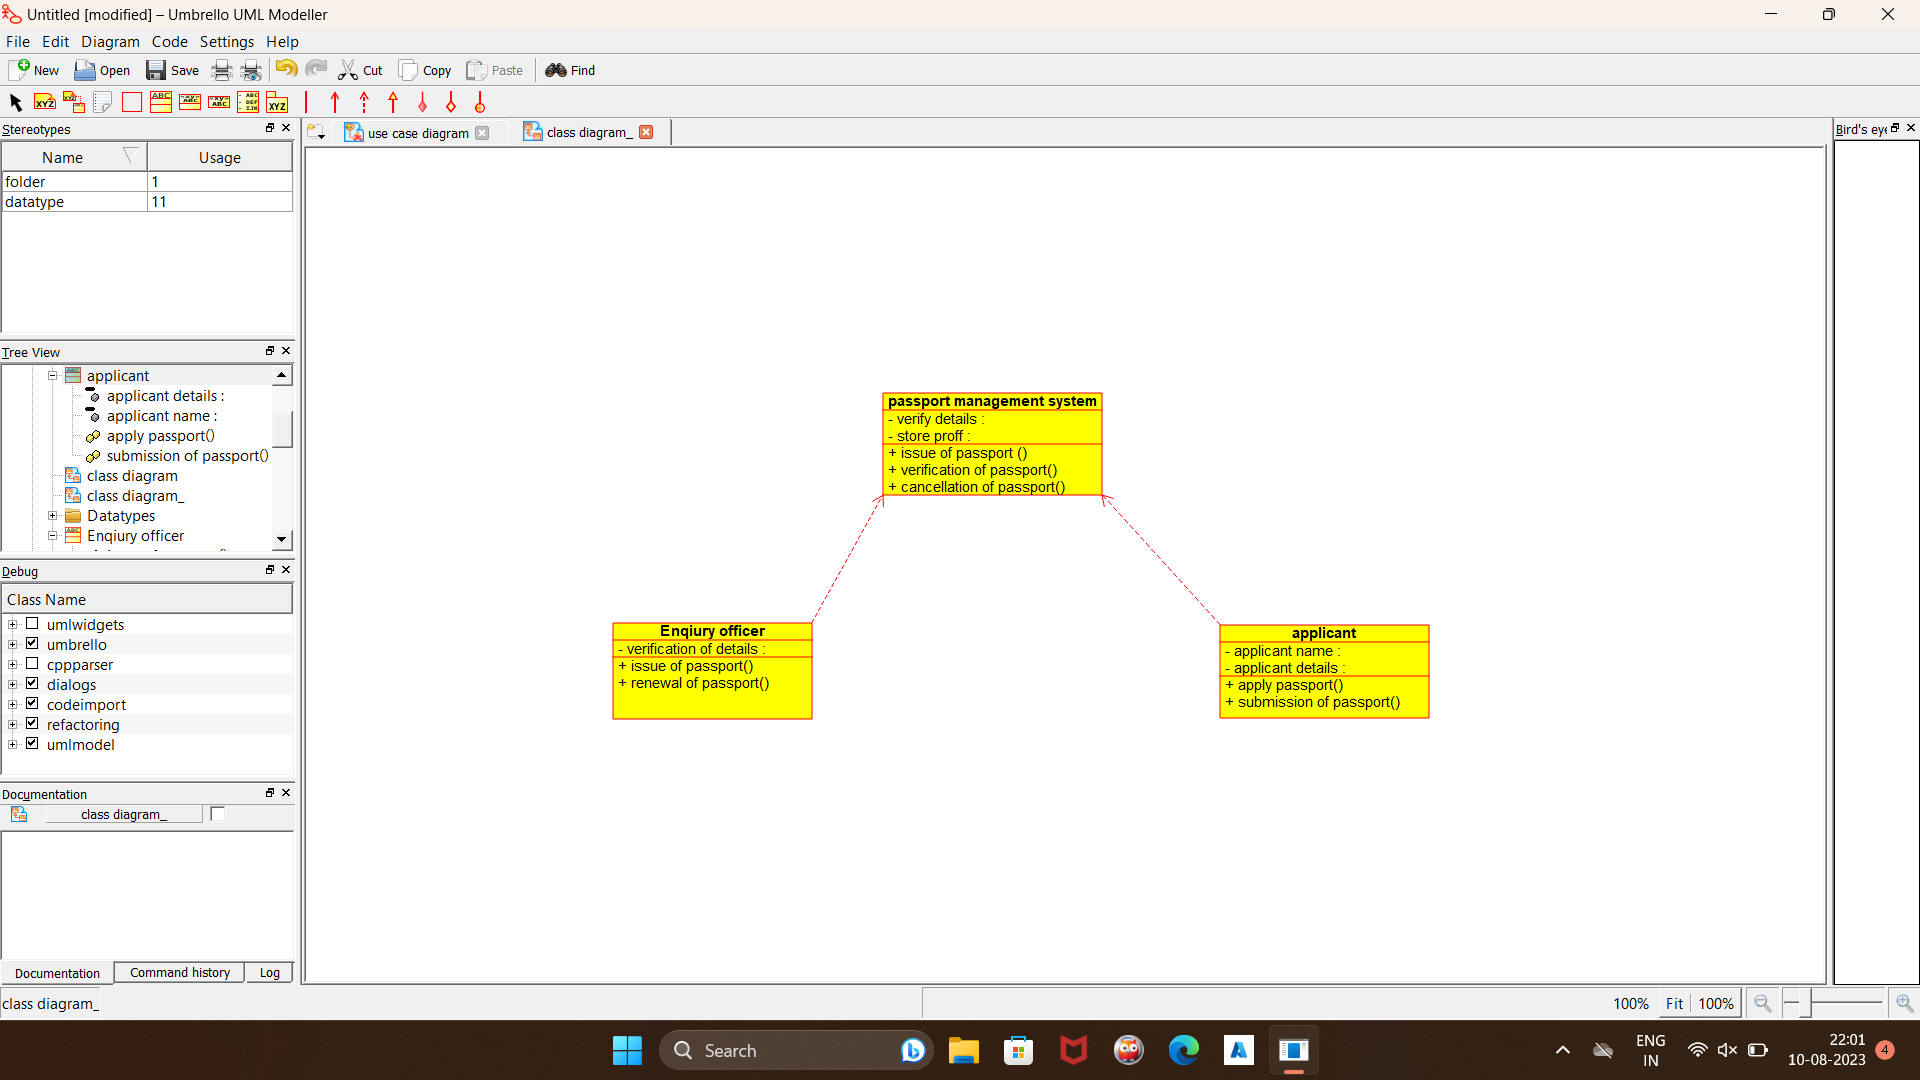 Untitled [modified] – Umbrello UML Modeller
File Edit Diagram Code Settings Help
New Open Save Cut Copy Paste Find
Stereotypes
Name Usage
folder 1
datatype 11
Tree View
applicant
applicant details :
applicant name :
apply passport()
submission of passport()
class diagram
class diagram_
Datatypes
Enqiury officer
Debug
Class Name
umlwidgets
umbrello
cppparser
dialogs
codeimport
refactoring
umlmodel
Documentation
class diagram_
Documentation Command history Log
class diagram_
use case diagram class diagram_
passport management system
- verify details :
- store proff :
+ issue of passport ()
+ verification of passport()
+ cancellation of passport()
Enqiury officer
- verification of details :
+ issue of passport()
+ renewal of passport()
applicant
- applicant name :
- applicant details :
+ apply passport()
+ submission of passport()
Bird's eye
100% Fit 100%
Search
ENG
IN
22:01
10-08-2023
4